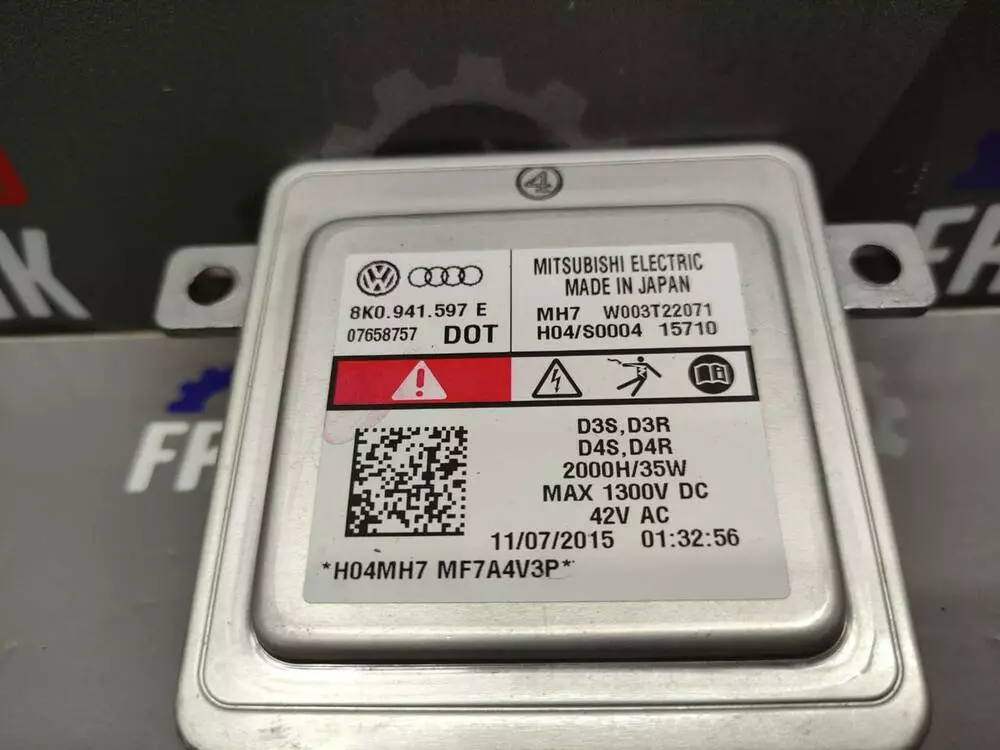 4
8K0.941.597 E
07658757 DOT
MITSUBISHI ELECTRIC
MADE IN JAPAN
MH7 W003T22071
H04/S0004 15710
D3S,D3R
D4S,D4R
2000H/35W
MAX 1300V DC
42V AC
11/07/2015 01:32:56
*H04MH7 MF7A4V3P*